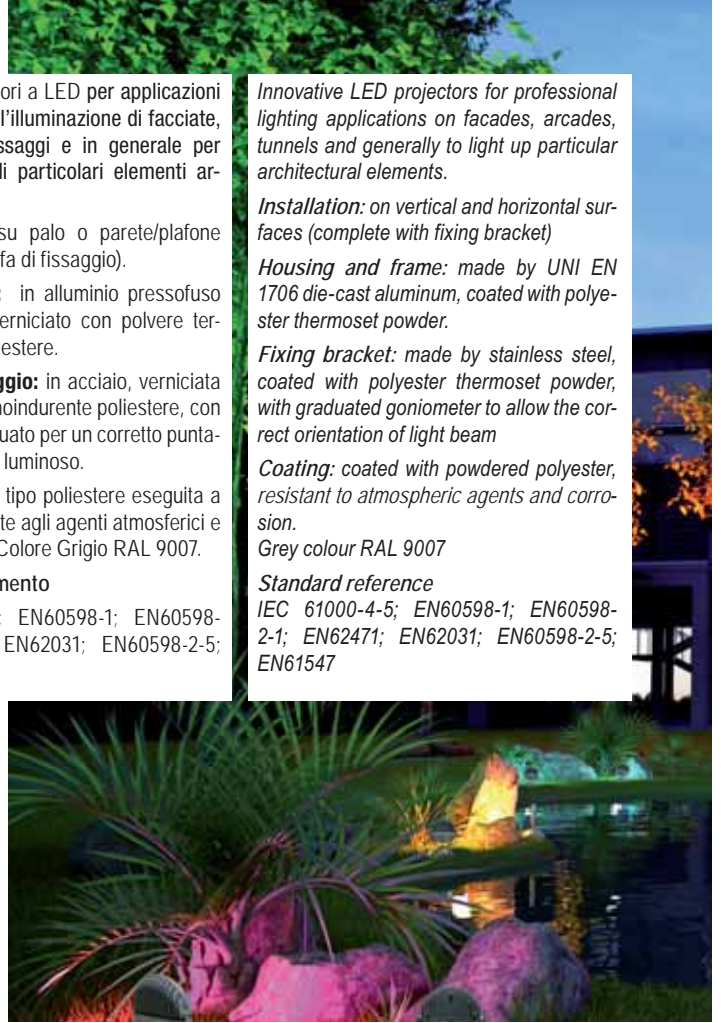 ori a LED per applicazioni
l'illuminazione di facciate,
ssaggi e in generale per
li particolari elementi ar-
su palo o parete/plafone
fa di fissaggio).
in alluminio pressofuso
erniciato con polvere ter-
estere.
ggio: in acciaio, verniciata
noindurente poliestere, con
uato per un corretto punta-
luminoso.
tipo poliestere eseguita a
te agli agenti atmosferici e
Colore Grigio RAL 9007.
mento
; EN60598-1; EN60598-
EN62031; EN60598-2-5;
Innovative LED projectors for professional
lighting applications on facades, arcades,
tunnels and generally to light up particular
architectural elements.
Installation: on vertical and horizontal sur-
faces (complete with fixing bracket)
Housing and frame: made by UNI EN
1706 die-cast aluminum, coated with polye-
ster thermoset powder.
Fixing bracket: made by stainless steel,
coated with polyester thermoset powder,
with graduated goniometer to allow the cor-
rect orientation of light beam
Coating: coated with powdered polyester,
resistant to atmospheric agents and corro-
sion.
Grey colour RAL 9007
Standard reference
IEC 61000-4-5; EN60598-1; EN60598-
2-1; EN62471; EN62031; EN60598-2-5;
EN61547